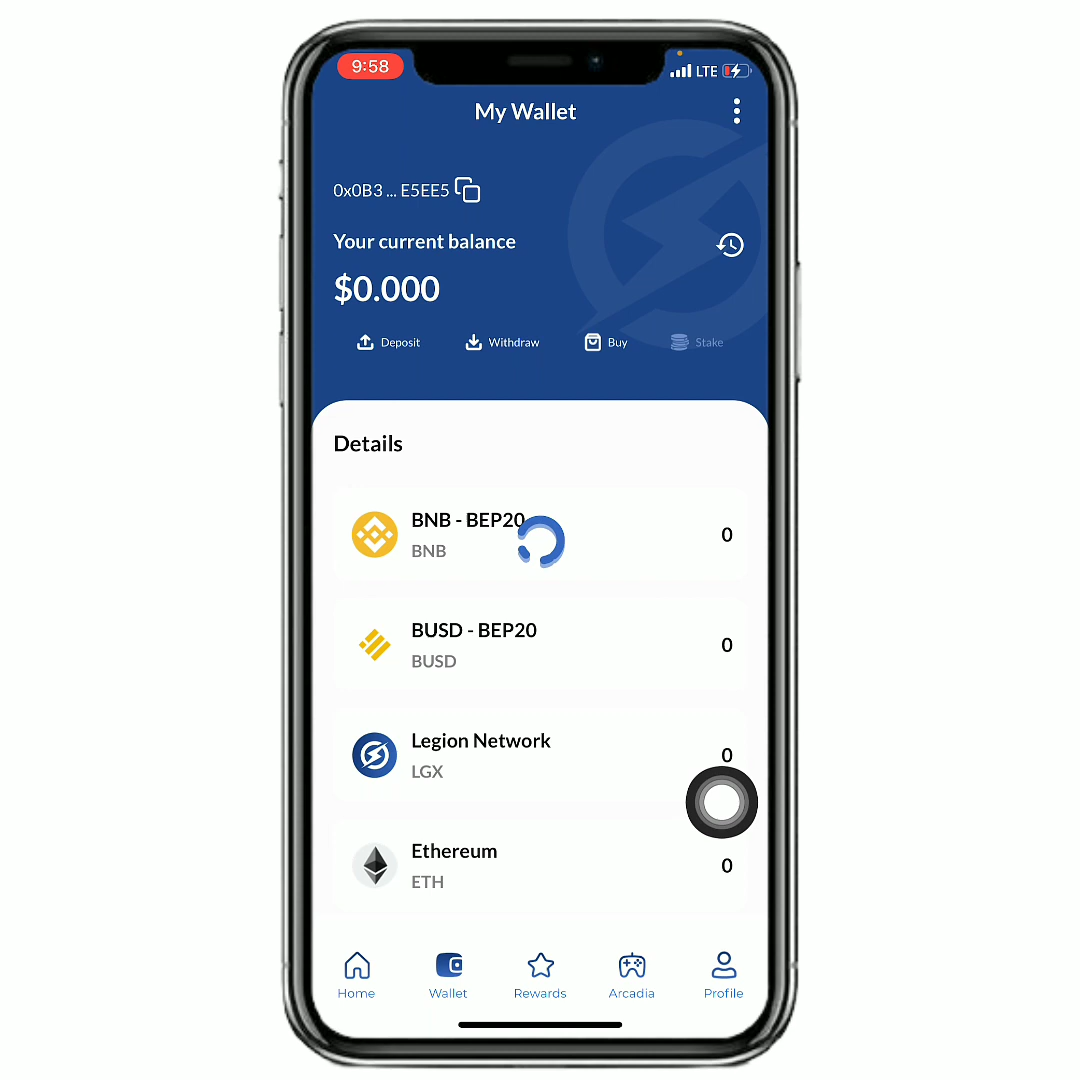 9:58
LTE
My Wallet
0x0B3 ... E5EE5
Your current balance
$0.000
Deposit Withdraw Buy Stake
Details
BNB - BEP20
BNB
0
BUSD - BEP20
BUSD
0
Legion Network
LGX
0
Ethereum
ETH
0
Home Wallet Rewards Arcadia Profile